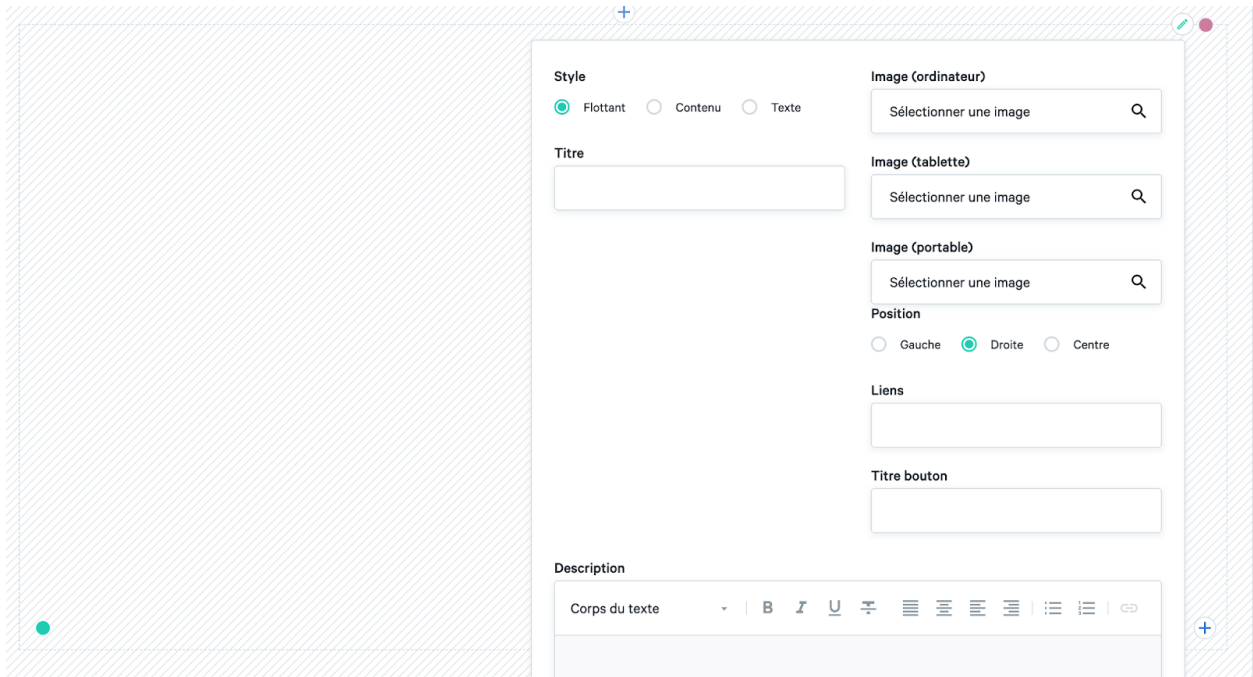 Style
Flottant Contenu Texte
Titre
Image (ordinateur)
Sélectionner une image
Image (tablette)
Sélectionner une image
Image (portable)
Sélectionner une image
Position
Gauche Droite Centre
Liens
Titre bouton
Description
Corps du texte B I U T